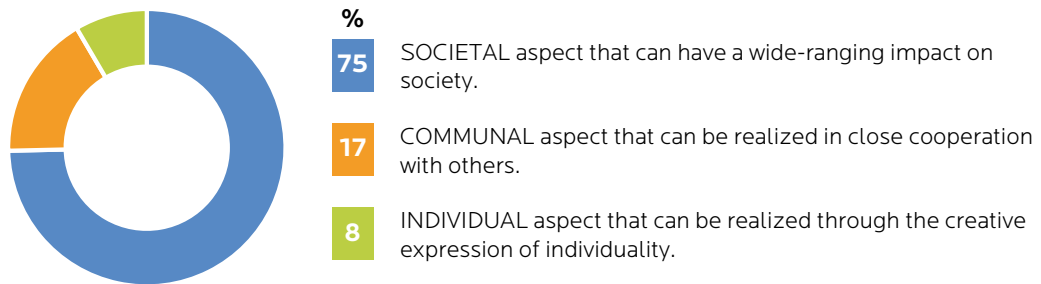 %
75
SOCIETAL aspect that can have a wide-ranging impact on
society.
17
COMMUNAL aspect that can be realized in close cooperation
with others.
8
INDIVIDUAL aspect that can be realized through the creative
expression of individuality.